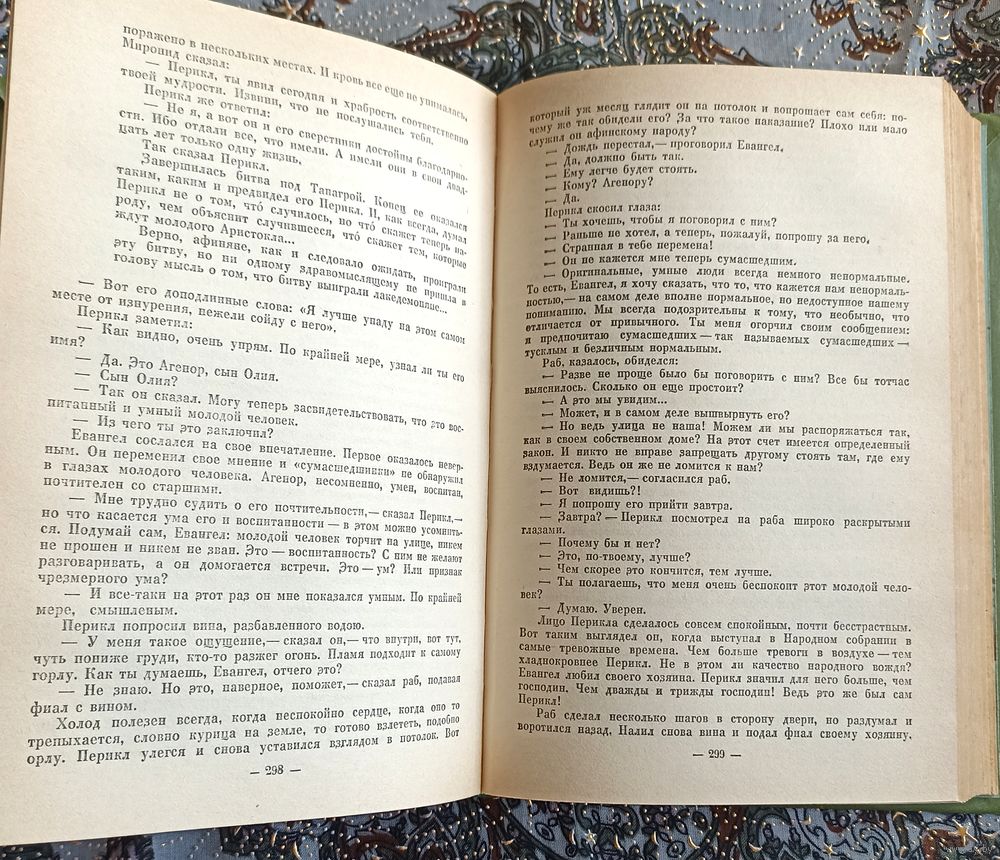 поражено в нескольких местах. И кровь все еще не унималась.
Миронид сказал:
— Перикл, ты явил сегодня и храбрость соответственно
твоей мудрости. Извини, что не послушались тебя.
Перикл же ответил:
— Не я, а вот он и его сверстники достойны благодарно-
сти. Ибо отдали все, что имели. А имели они в свои двад-
цать лет только одну жизнь.
Так сказал Перикл.
Завершилась битва под Танагрой. Конец ее оказался
таким, каким и предвидел его Перикл. И, как всегда, думал
Перикл не о том, что́ случилось, но что́ скажет теперь на-
роду, чем объяснит случившееся, что́ скажет тем, которые
ждут молодого Аристокла...
Верно, афиняне, как и следовало ожидать, проиграли
эту битву, но ни одному здравомыслящему не пришла в
голову мысль о том, что битву выиграли лакедемоняне...
— Вот его доподлинные слова: «Я лучше упаду на этом самом
месте от изнурения, нежели сойду с него».
Перикл заметил:
— Как видно, очень упрям. По крайней мере, узнал ли ты его
имя?
— Да. Это Агенор, сын Олия.
— Сын Олия?
— Так он сказал. Могу теперь засвидетельствовать, что это вос-
питанный и умный молодой человек.
— Из чего ты это заключил?
Евангел сослался на свое впечатление. Первое оказалось невер-
ным. Он переменил свое мнение и «сумасшедшинки» не обнаружил
в глазах молодого человека. Агенор, несомненно, умен, воспитан,
почтителен со старшими.
— Мне трудно судить о его почтительности,— сказал Перикл,—
но что касается ума его и воспитанности — в этом можно усомнить-
ся. Подумай сам, Евангел: молодой человек торчит на улице, никем
не прошен и никем не зван. Это — воспитанность? С ним не желают
разговаривать, а он домогается встречи. Это — ум? Или признак
чрезмерного ума?
— И все-таки на этот раз он мне показался умным. По крайней
мере, смышленым.
Перикл попросил вина, разбавленного водою.
— У меня такое ощущение,— сказал он,— что внутри, вот тут,
чуть пониже груди, кто-то разжег огонь. Пламя подходит к самому
горлу. Как ты думаешь, Евангел, отчего это?
— Не знаю. Но это, наверное, поможет,— сказал раб, подавая
фиал с вином.
Холод полезен всегда, когда неспокойно сердце, когда оно то
трепыхается, словно курица на земле, то готово взлететь, подобно
орлу. Перикл улегся и снова уставился взглядом в потолок. Вот
— 298 —
который уж месяц глядит он на потолок и вопрошает сам себя: по-
чему же так обидели его? За что такое наказание? Плохо или мало
служил он афинскому народу?
— Дождь перестал,— проговорил Евангел.
— Да, должно быть так.
— Ему легче будет стоять.
— Кому? Агенору?
— Да.
Перикл скосил глаза:
— Ты хочешь, чтобы я поговорил с ним?
— Раньше не хотел, а теперь, пожалуй, попрошу за него.
— Странная в тебе перемена!
— Он не кажется мне теперь сумасшедшим.
— Оригинальные, умные люди всегда немного ненормальные.
То есть, Евангел, я хочу сказать, что то, что кажется нам ненормаль-
ностью,— на самом деле вполне нормальное, но недоступное нашему
пониманию. Мы всегда подозрительны к тому, что необычно, что
отличается от привычного. Ты меня огорчил своим сообщением:
я предпочитаю сумасшедших — так называемых сумасшедших —
тусклым и безличным нормальным.
Раб, казалось, обиделся:
— Разве не проще было бы поговорить с ним? Все бы тотчас
выяснилось. Сколько он еще простоит?
— А это мы увидим...
— Может, и в самом деле вышвырнуть его?
— Но ведь улица не наша! Можем ли мы распоряжаться так,
как в своем собственном доме? На этот счет имеется определенный
закон. И никто не вправе запрещать другому стоять там, где ему
вздумается. Ведь он же не ломится к нам?
— Не ломится,— согласился раб.
— Вот видишь?!
— Я попрошу его прийти завтра.
— Завтра? — Перикл посмотрел на раба широко раскрытыми
глазами.
— Почему бы и нет?
— Это, по-твоему, лучше?
— Чем скорее это кончится, тем лучше.
— Ты полагаешь, что меня очень беспокоит этот молодой чело-
век?
— Думаю. Уверен.
Лицо Перикла сделалось совсем спокойным, почти бесстрастным.
Вот таким выглядел он, когда выступал в Народном собрании в
самые тревожные времена. Чем больше тревоги в воздухе — тем
хладнокровнее Перикл. Не в этом ли качество народного вождя?
Евангел любил своего хозяина. Перикл значил для него больше, чем
господин. Чем дважды и трижды господин! Ведь это же был сам
Перикл!
Раб сделал несколько шагов в сторону двери, но раздумал и
воротился назад. Налил снова вина и подал фиал своему хозяину.
— 299 —